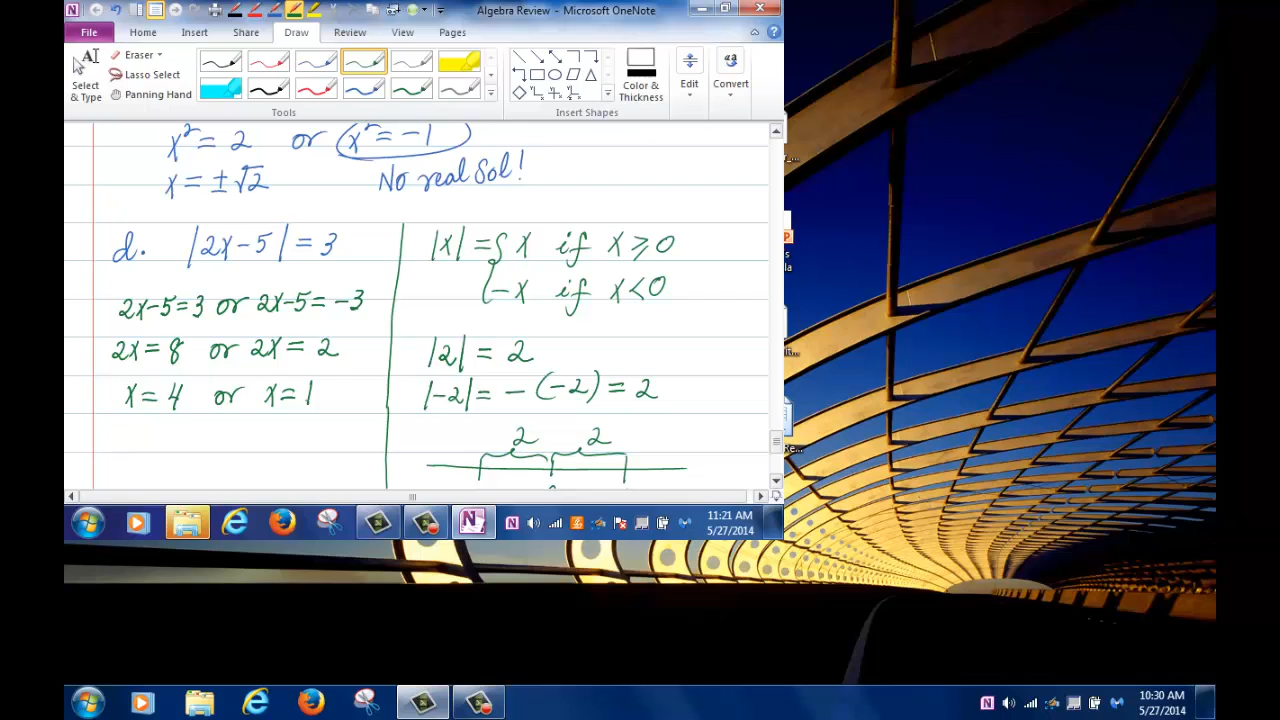 Algebra Review - Microsoft OneNote
File Home Insert Share Draw Review View Pages
Select & Type
Eraser
Lasso Select
Panning Hand
Tools
Color & Thickness
Edit
Convert
Insert Shapes
x² = 2 or x² = -1
x = ±√2 No real Sol!
d. |2x-5| = 3
2x-5=3 or 2x-5=-3
2x = 8 or 2x = 2
x = 4 or x = 1
|x| = { x if x ≥ 0
-x if x < 0
|2| = 2
|-2| = -(-2) = 2
2 2
11:21 AM
5/27/2014
10:30 AM
5/27/2014